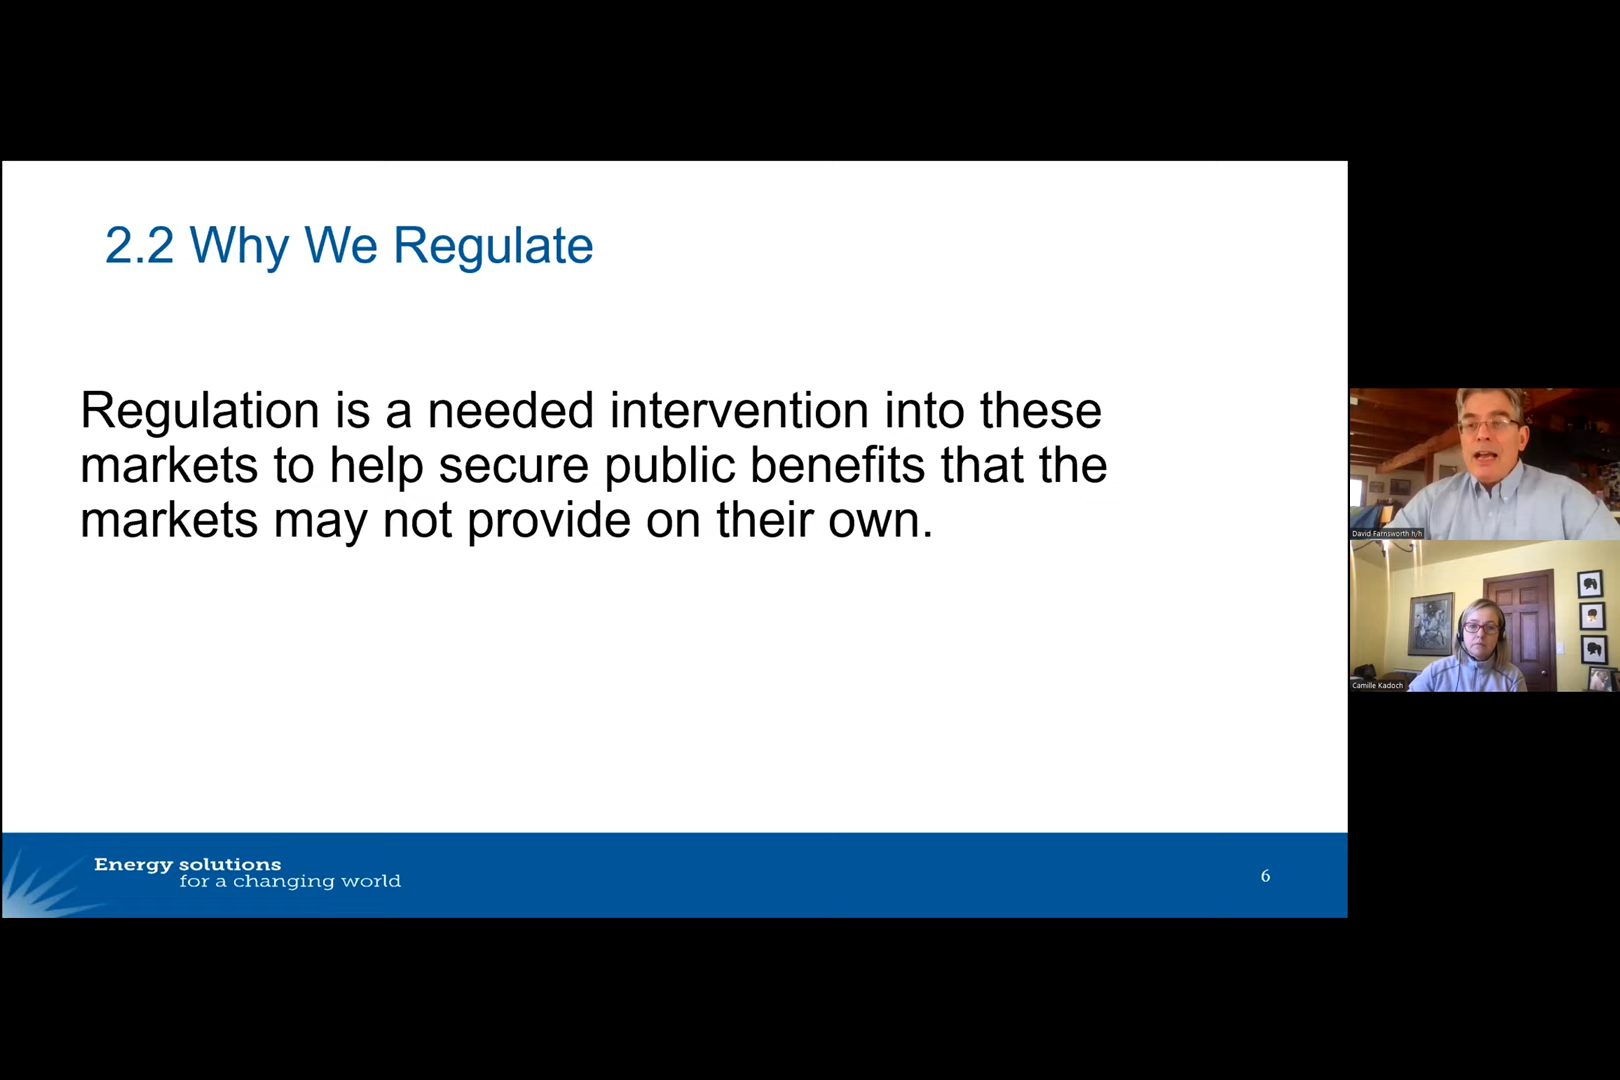 2.2 Why We Regulate
Regulation is a needed intervention into these
markets to help secure public benefits that the
markets may not provide on their own.
David Farnsworth h/h
Camille Kadoch
Energy solutions
for a changing world
6